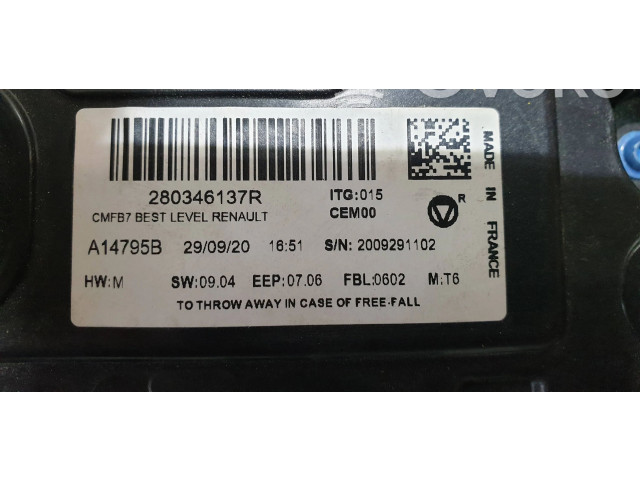 280346137R
CMFB7 BEST LEVEL RENAULT
ITG:015
CEM00
R
A14795B 29/09/20 16:51 S/N: 2009291102
HW:M SW:09.04 EEP:07.06 FBL:0602 M:T6
TO THROW AWAY IN CASE OF FREE-FALL
MADE IN FRANCE